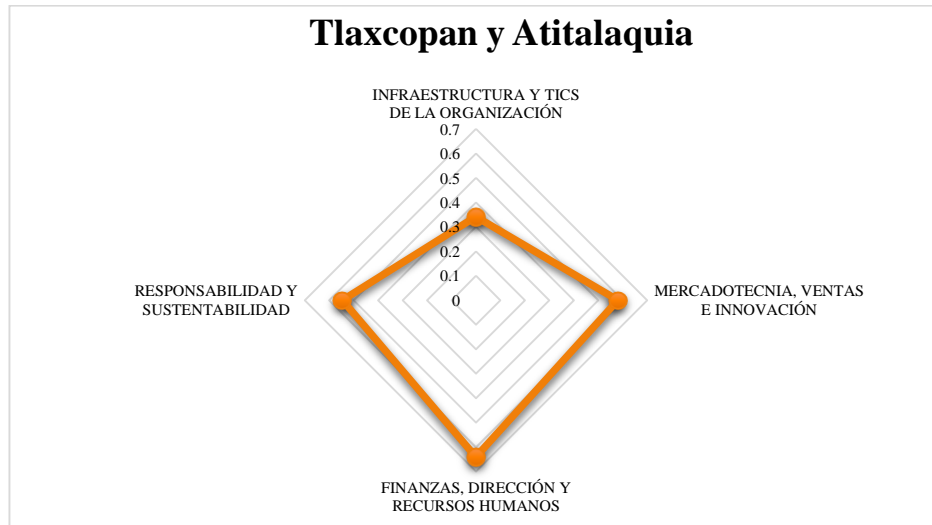 Tlaxcopan y Atitalaquia
INFRAESTRUCTURA Y TICS
DE LA ORGANIZACIÓN
0.7
0.6
0.5
0.4
0.3
0.2
0.1
0
RESPONSABILIDAD Y
SUSTENTABILIDAD
MERCADOTECNIA, VENTAS
E INNOVACIÓN
FINANZAS, DIRECCIÓN Y
RECURSOS HUMANOS